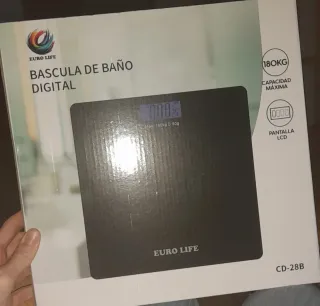 EURO LIFE
BASCULA DE BAÑO
DIGITAL
180KG
CAPACIDAD
MÁXIMA
PANTALLA
LCD
EURO LIFE
CD-28B